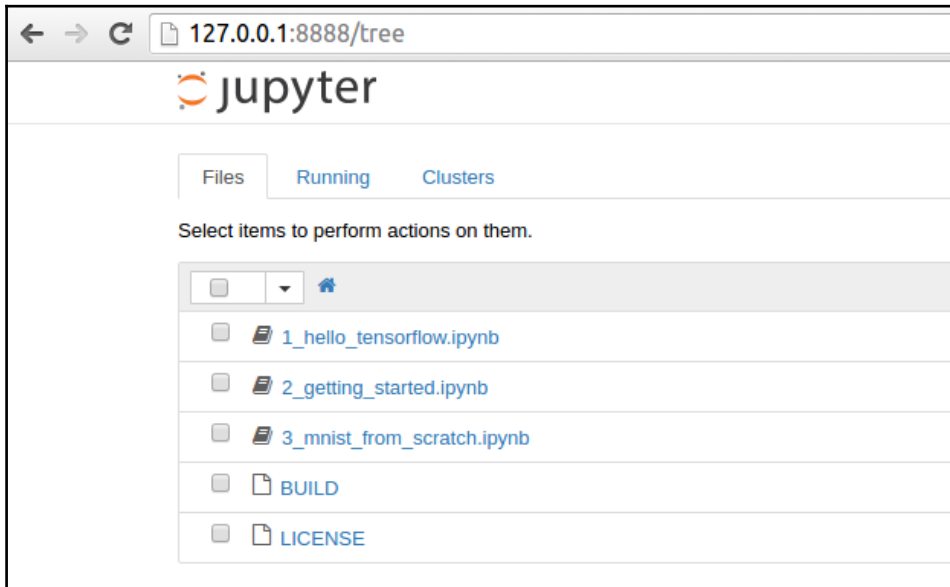 127.0.0.1:8888/tree
jupyter
Files Running Clusters
Select items to perform actions on them.
1_hello_tensorflow.ipynb
2_getting_started.ipynb
3_mnist_from_scratch.ipynb
BUILD
LICENSE